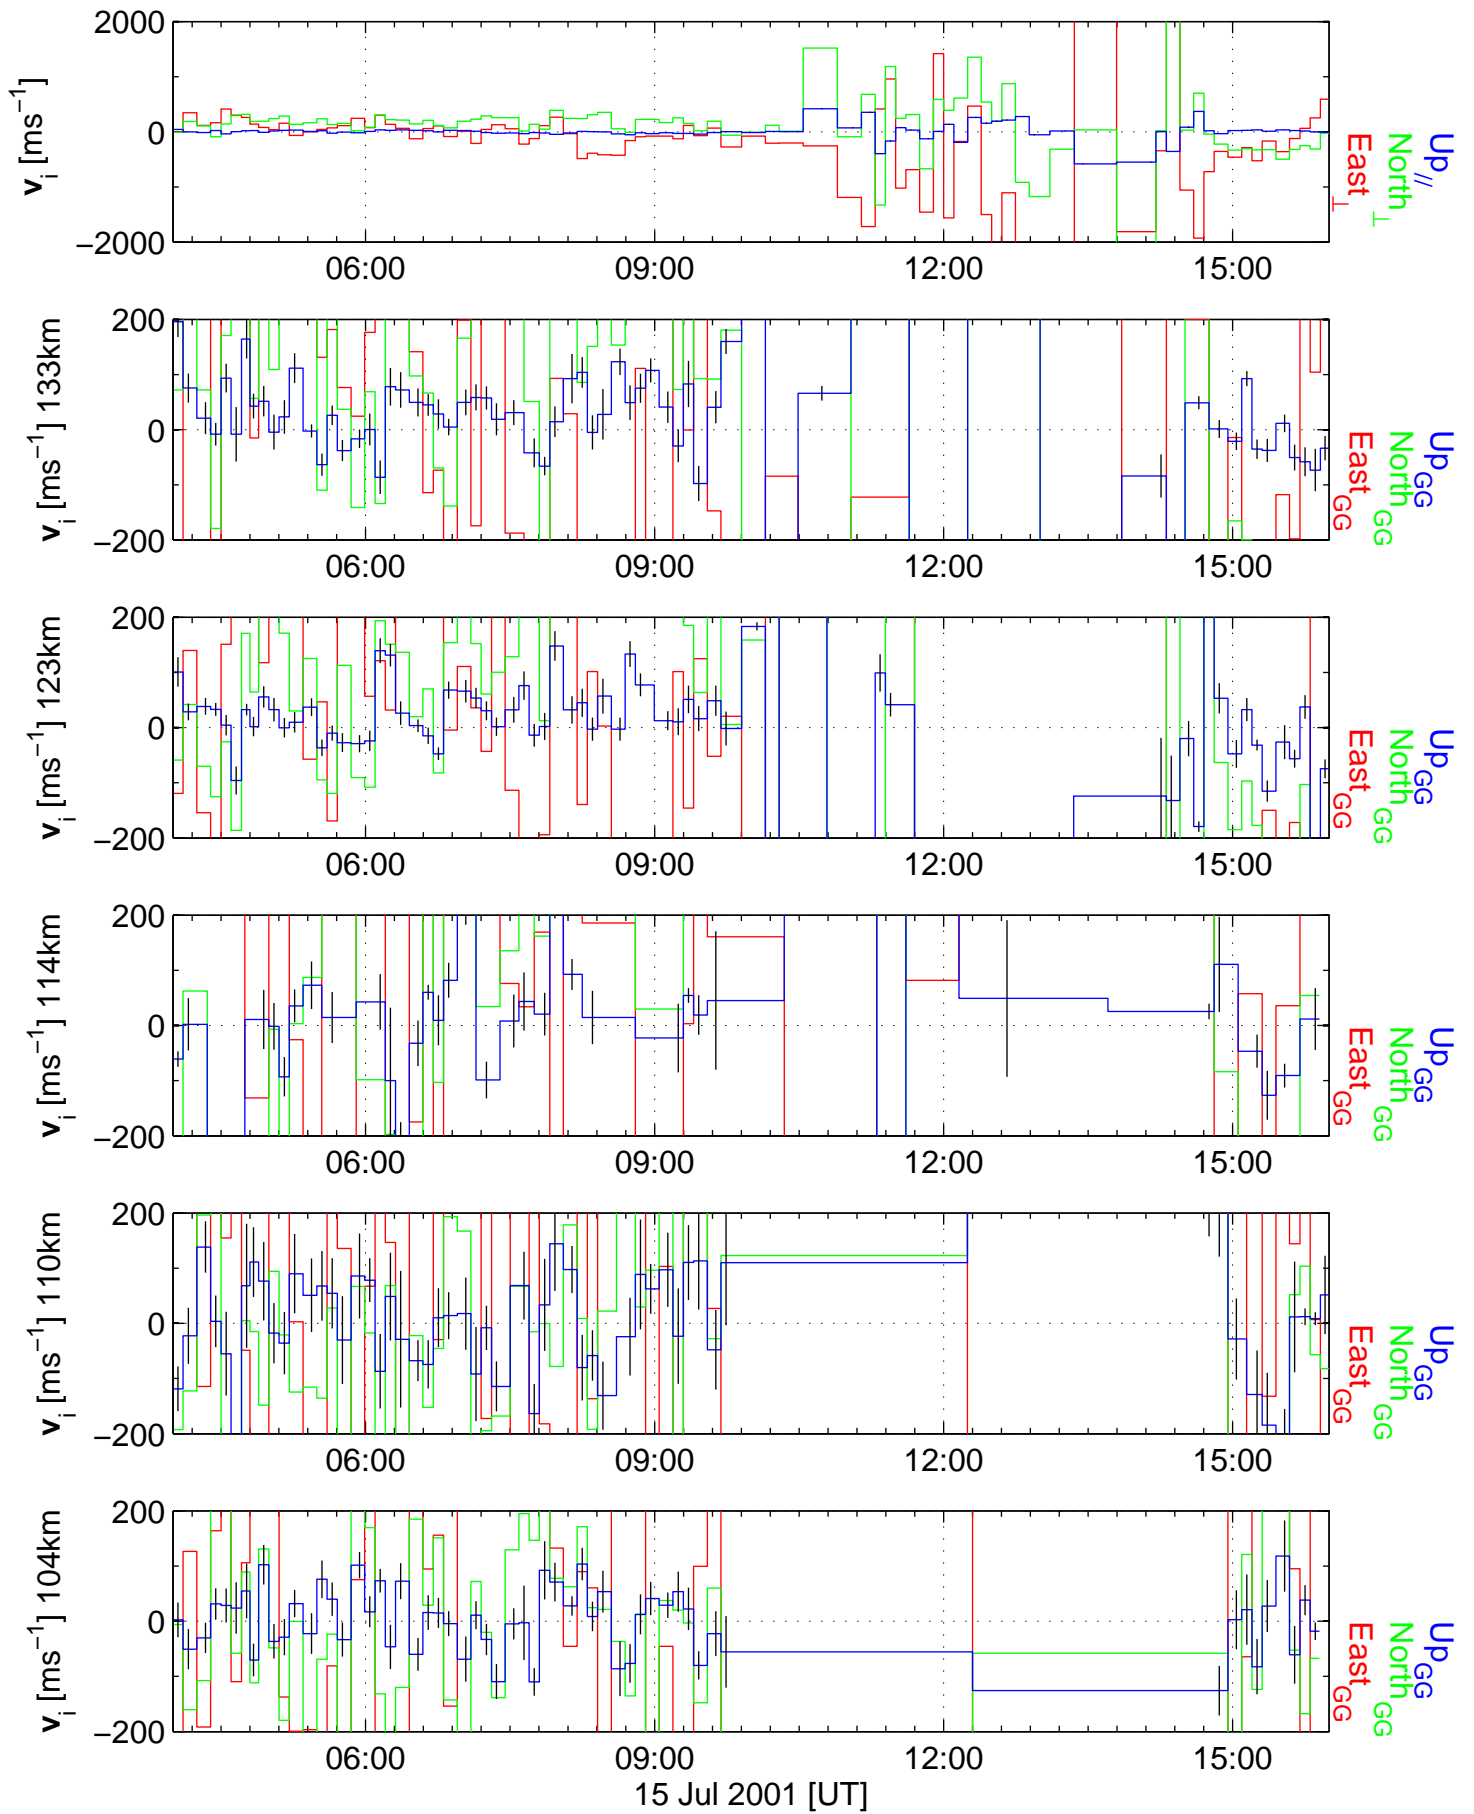 2000
0
−2000
v_i [ms⁻¹]
06:00 09:00 12:00 15:00
Up_//
North_⊥
East_⊥
200
0
−200
v_i [ms⁻¹] 133km
06:00 09:00 12:00 15:00
Up_GG
North_GG
East_GG
200
0
−200
v_i [ms⁻¹] 123km
06:00 09:00 12:00 15:00
Up_GG
North_GG
East_GG
200
0
−200
v_i [ms⁻¹] 114km
06:00 09:00 12:00 15:00
Up_GG
North_GG
East_GG
200
0
−200
v_i [ms⁻¹] 110km
06:00 09:00 12:00 15:00
Up_GG
North_GG
East_GG
200
0
−200
v_i [ms⁻¹] 104km
06:00 09:00 12:00 15:00
Up_GG
North_GG
East_GG
15 Jul 2001 [UT]